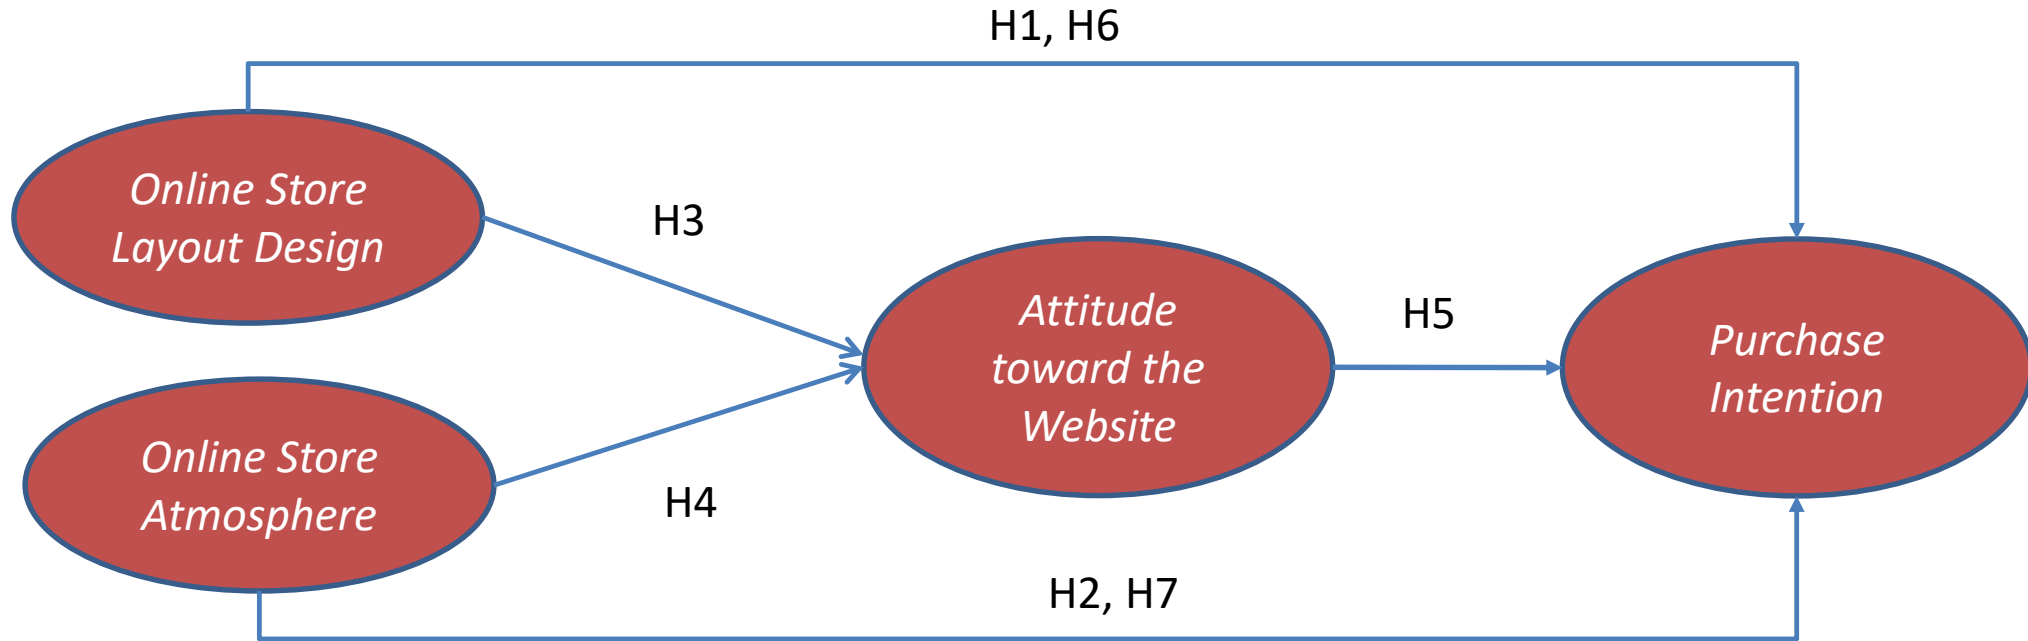 H1, H6
Online Store
Layout Design
H3
Attitude
toward the
Website
H5
Purchase
Intention
Online Store
Atmosphere
H4
H2, H7